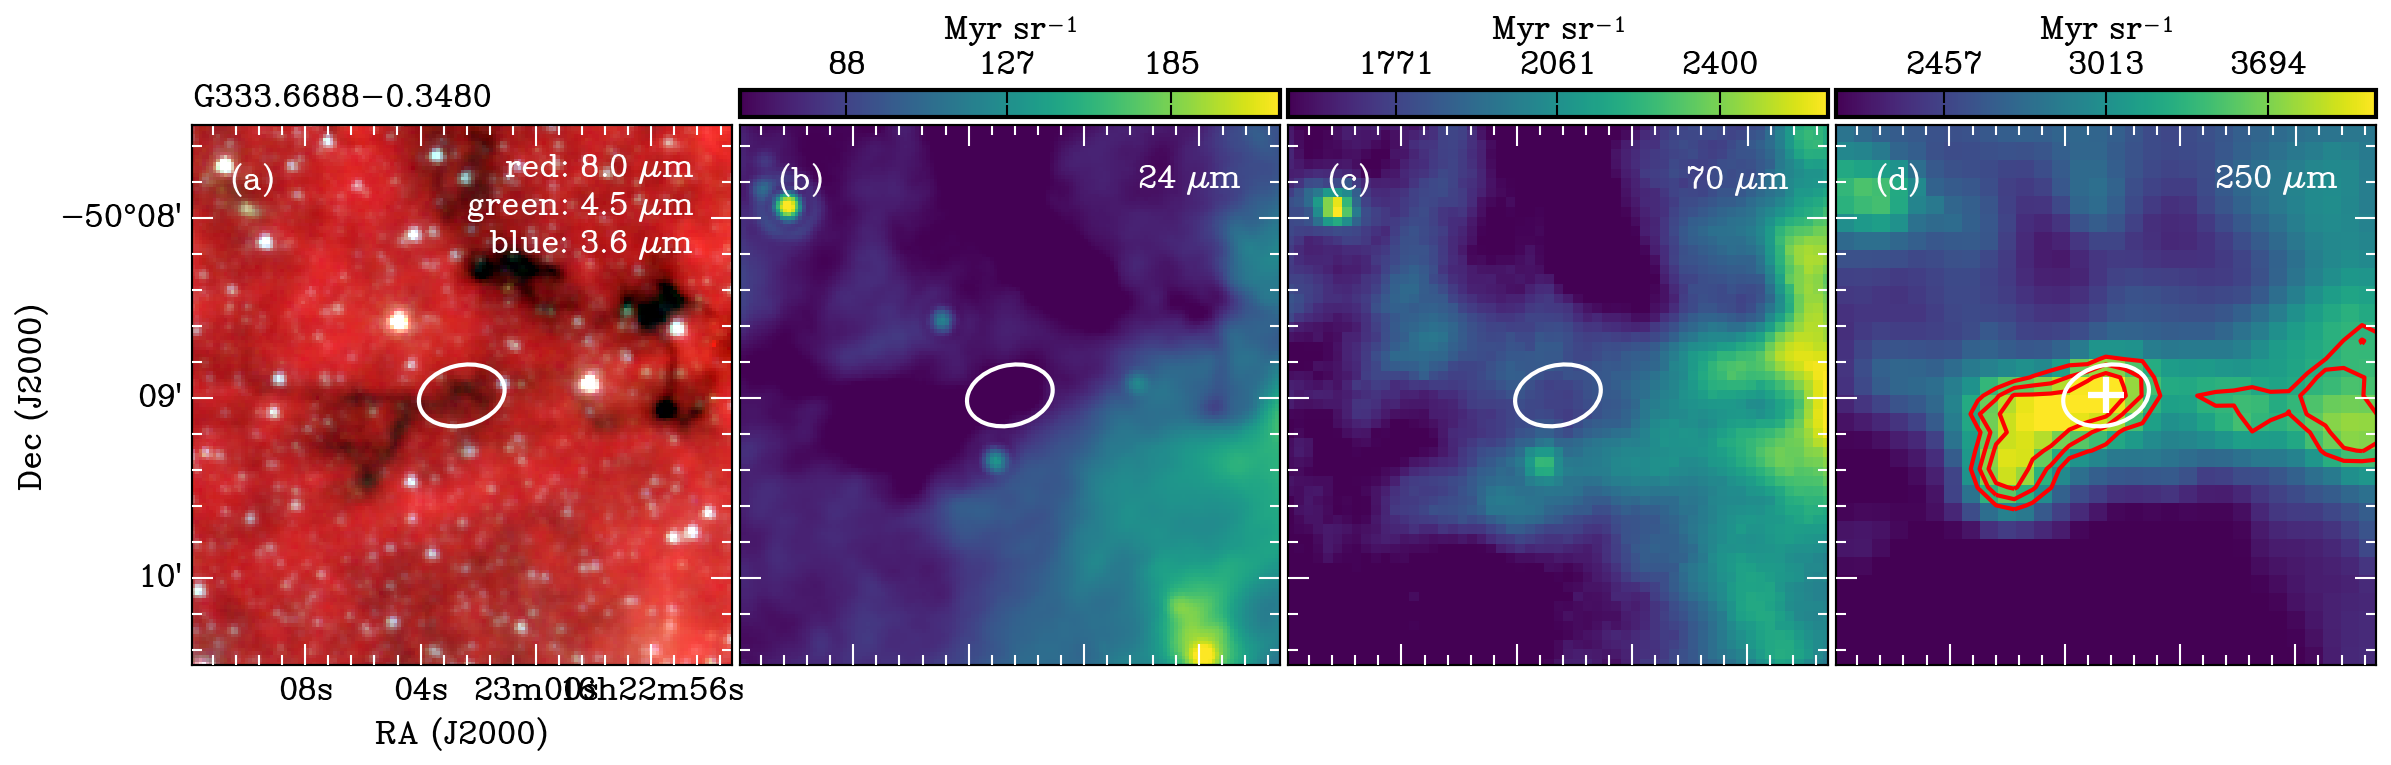 Myr sr⁻¹
88 127 185
Myr sr⁻¹
1771 2061 2400
Myr sr⁻¹
2457 3013 3694
G333.6688−0.3480
(a)
red: 8.0 μm
green: 4.5 μm
blue: 3.6 μm
(b)
24 μm
(c)
70 μm
(d)
250 μm
−50°08'
09'
10'
Dec (J2000)
08s 04s 23m00s 16h22m56s
RA (J2000)